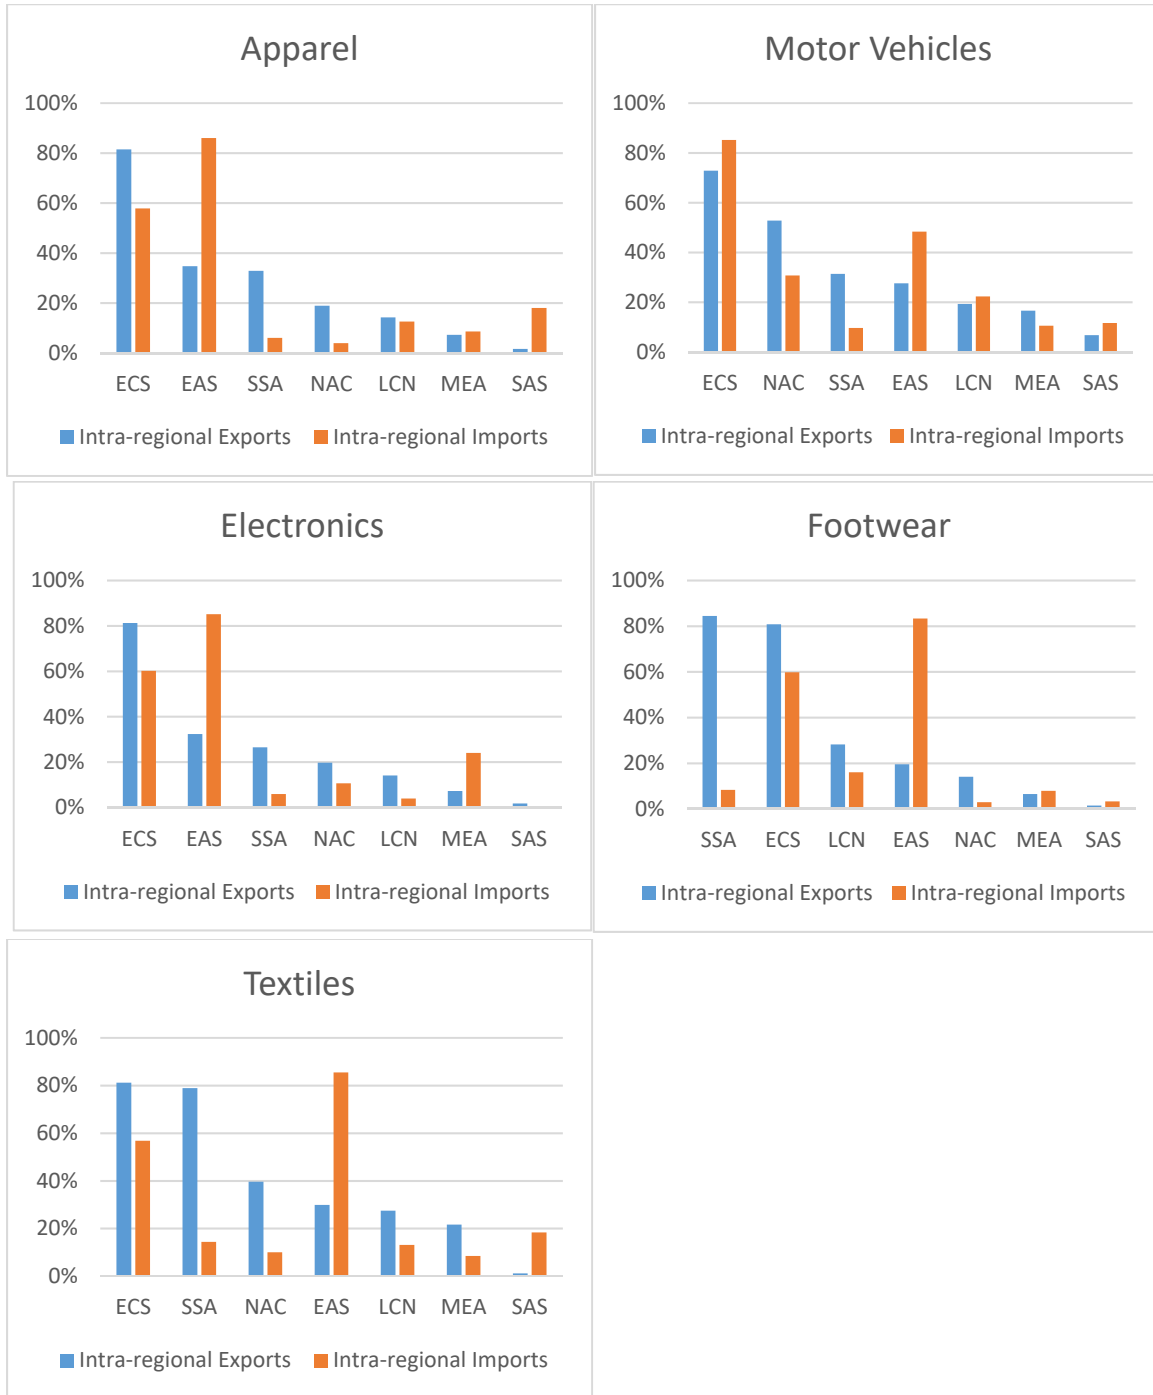 Apparel
100%
80%
60%
40%
20%
0%
ECS EAS SSA NAC LCN MEA SAS
Intra-regional Exports Intra-regional Imports
Motor Vehicles
100%
80%
60%
40%
20%
0%
ECS NAC SSA EAS LCN MEA SAS
Intra-regional Exports Intra-regional Imports
Electronics
100%
80%
60%
40%
20%
0%
ECS EAS SSA NAC LCN MEA SAS
Intra-regional Exports Intra-regional Imports
Footwear
100%
80%
60%
40%
20%
0%
SSA ECS LCN EAS NAC MEA SAS
Intra-regional Exports Intra-regional Imports
Textiles
100%
80%
60%
40%
20%
0%
ECS SSA NAC EAS LCN MEA SAS
Intra-regional Exports Intra-regional Imports